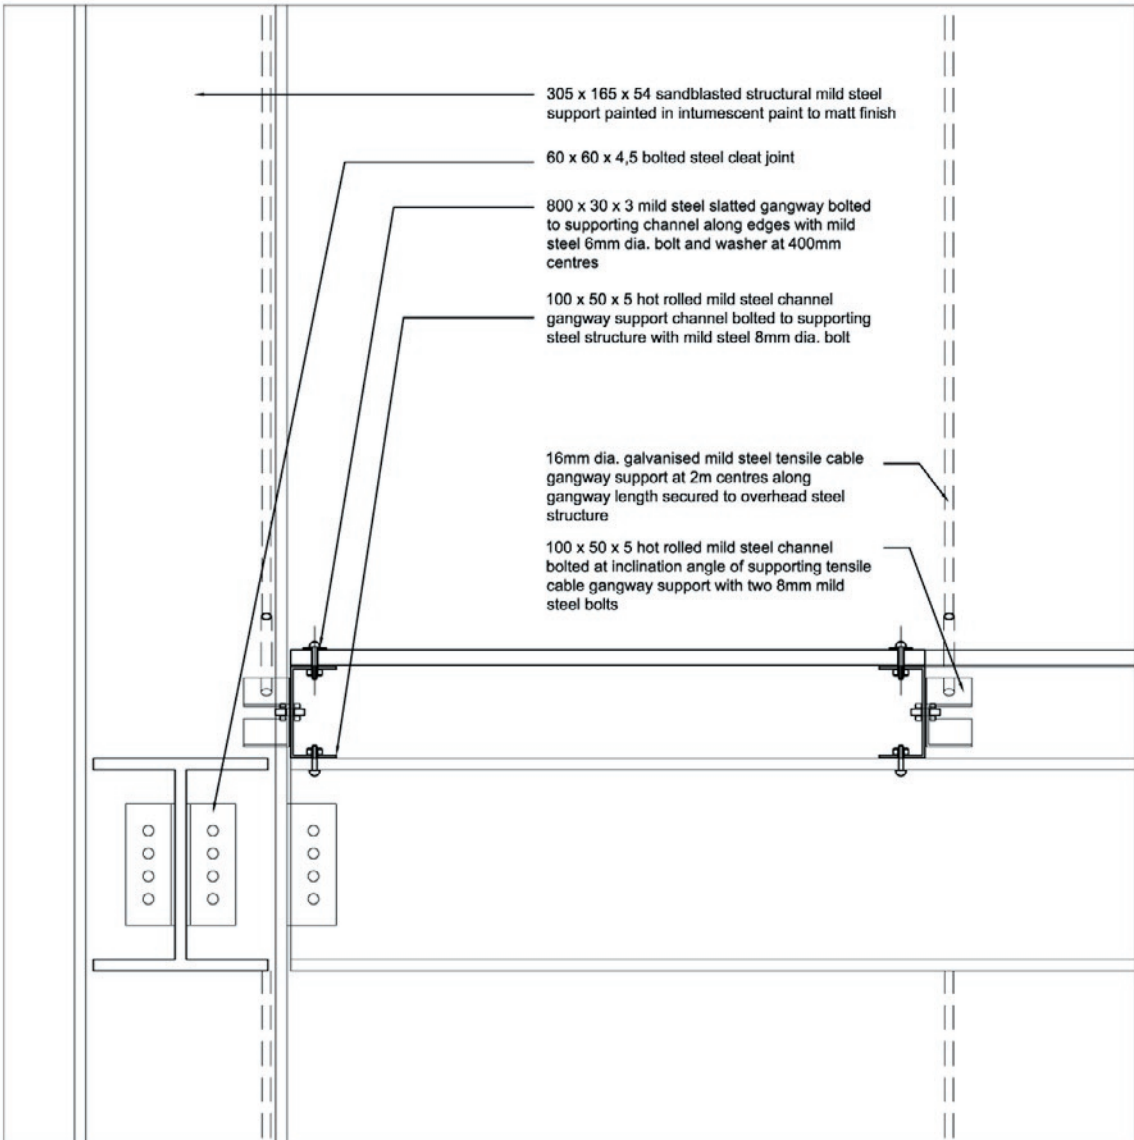 305 x 165 x 54 sandblasted structural mild steel
support painted in intumescent paint to matt finish
60 x 60 x 4,5 bolted steel cleat joint
800 x 30 x 3 mild steel slatted gangway bolted
to supporting channel along edges with mild
steel 6mm dia. bolt and washer at 400mm
centres
100 x 50 x 5 hot rolled mild steel channel
gangway support channel bolted to supporting
steel structure with mild steel 8mm dia. bolt
16mm dia. galvanised mild steel tensile cable
gangway support at 2m centres along
gangway length secured to overhead steel
structure
100 x 50 x 5 hot rolled mild steel channel
bolted at inclination angle of supporting tensile
cable gangway support with two 8mm mild
steel bolts